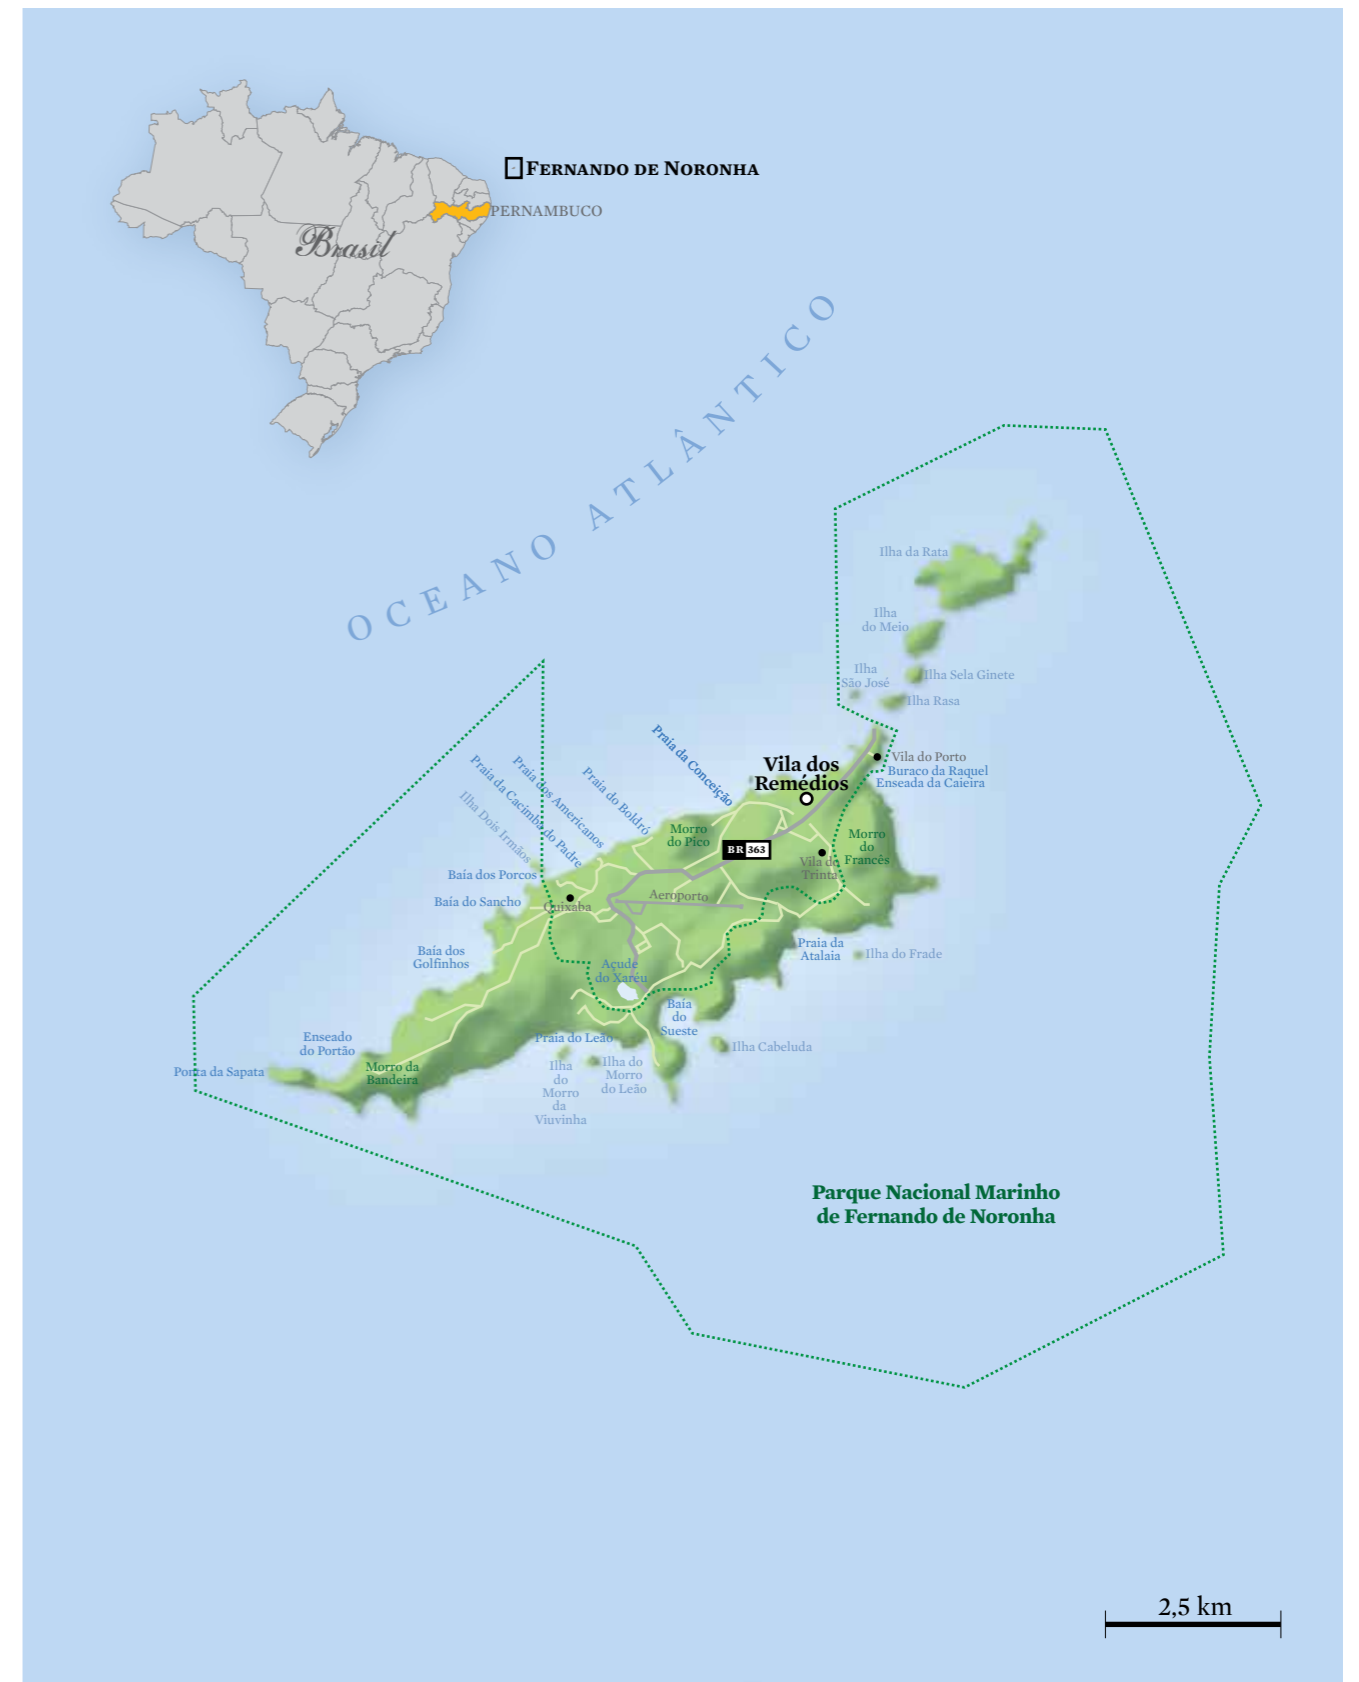 FERNANDO DE NORONHA
PERNAMBUCO
Brasil
OCEANO ATLÂNTICO
Ilha da Rata
Ilha
do Meio
Ilha
São José
Ilha Sela Ginete
Ilha Rasa
Praia da Conceição
Vila dos
Remédios
Vila do Porto
Buraco da Raquel
Enseada da Caieira
Praia do Boldró
Praia dos Americanos
Praia da Cacimba do Padre
Ilha Dois Irmãos
Morro
do Pico
BR 363
Morro
do
Francês
Vila do
Trinta
Baía dos Porcos
Baía do Sancho
Quixaba
Aeroporto
Baía dos
Golfinhos
Açude
do Xaréu
Praia da
Atalaia
Ilha do Frade
Baía
do
Sueste
Enseado
do Portão
Praia do Leão
Ilha Cabeluda
Ponta da Sapata
Morro da
Bandeira
Ilha
do
Morro
da
Viuvinha
Ilha do
Morro
do Leão
Parque Nacional Marinho
de Fernando de Noronha
2,5 km